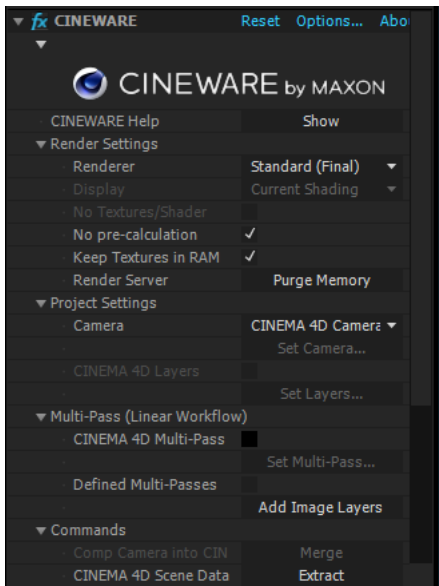 fx CINEWARE Reset Options... Abo
CINEWARE by MAXON
CINEWARE Help Show
Render Settings
Renderer Standard (Final)
Display Current Shading
No Textures/Shader
No pre-calculation
Keep Textures in RAM
Render Server Purge Memory
Project Settings
Camera CINEMA 4D Camera
Set Camera...
CINEMA 4D Layers
Set Layers...
Multi-Pass (Linear Workflow)
CINEMA 4D Multi-Pass
Set Multi-Pass...
Defined Multi-Passes
Add Image Layers
Commands
Comp Camera into CIN Merge
CINEMA 4D Scene Data Extract